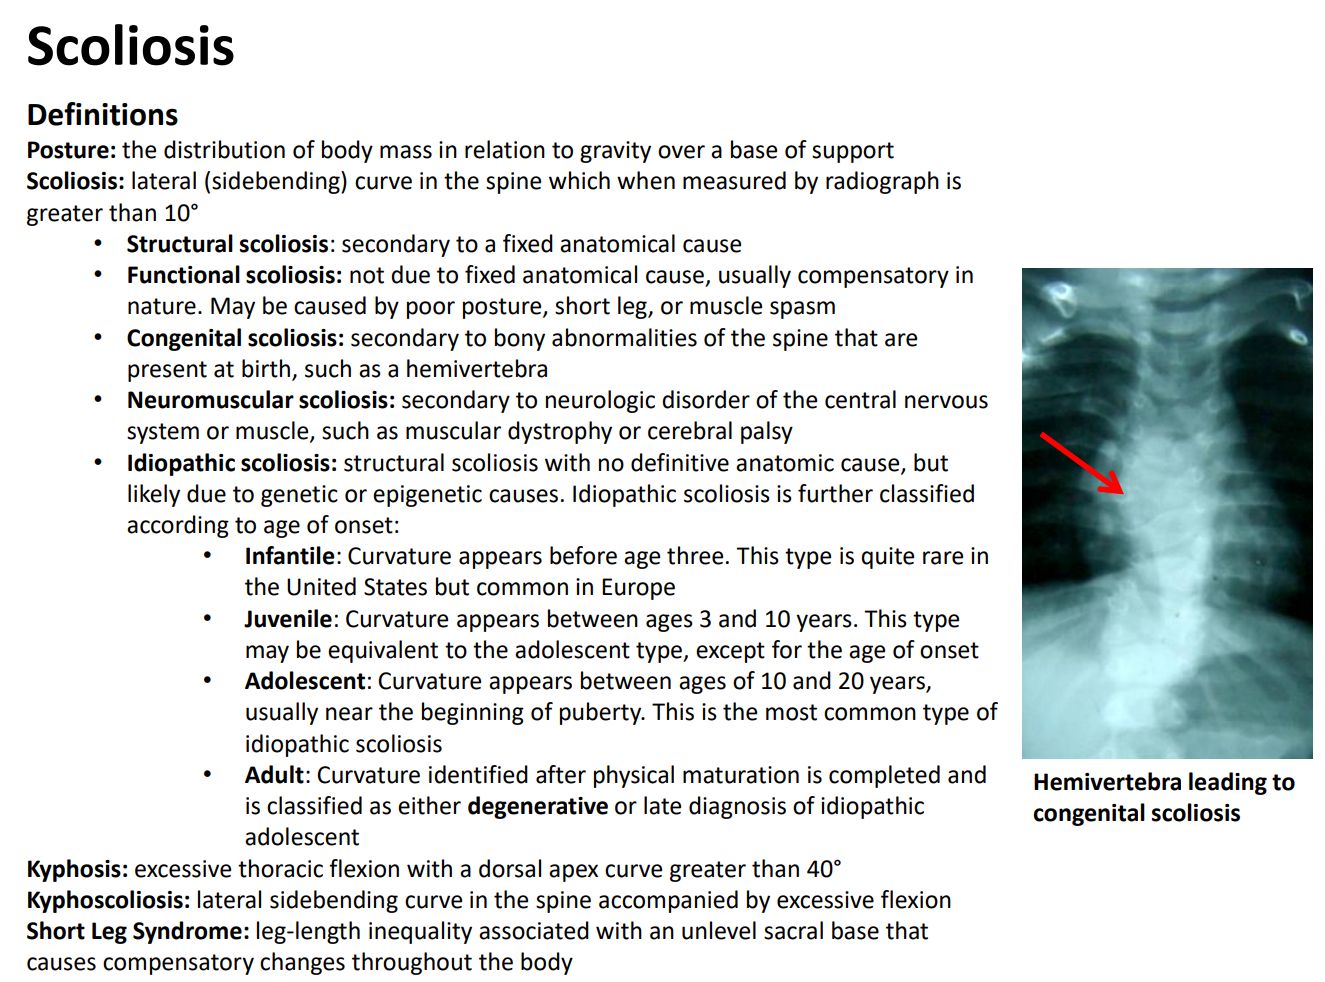 Scoliosis
Definitions
Posture: the distribution of body mass in relation to gravity over a base of support
Scoliosis: lateral (sidebending) curve in the spine which when measured by radiograph is
greater than 10°
• Structural scoliosis: secondary to a fixed anatomical cause
• Functional scoliosis: not due to fixed anatomical cause, usually compensatory in
nature. May be caused by poor posture, short leg, or muscle spasm
• Congenital scoliosis: secondary to bony abnormalities of the spine that are
present at birth, such as a hemivertebra
• Neuromuscular scoliosis: secondary to neurologic disorder of the central nervous
system or muscle, such as muscular dystrophy or cerebral palsy
• Idiopathic scoliosis: structural scoliosis with no definitive anatomic cause, but
likely due to genetic or epigenetic causes. Idiopathic scoliosis is further classified
according to age of onset:
• Infantile: Curvature appears before age three. This type is quite rare in
the United States but common in Europe
• Juvenile: Curvature appears between ages 3 and 10 years. This type
may be equivalent to the adolescent type, except for the age of onset
• Adolescent: Curvature appears between ages of 10 and 20 years,
usually near the beginning of puberty. This is the most common type of
idiopathic scoliosis
• Adult: Curvature identified after physical maturation is completed and
is classified as either degenerative or late diagnosis of idiopathic
adolescent
Kyphosis: excessive thoracic flexion with a dorsal apex curve greater than 40°
Kyphoscoliosis: lateral sidebending curve in the spine accompanied by excessive flexion
Short Leg Syndrome: leg-length inequality associated with an unlevel sacral base that
causes compensatory changes throughout the body
Hemivertebra leading to
congenital scoliosis